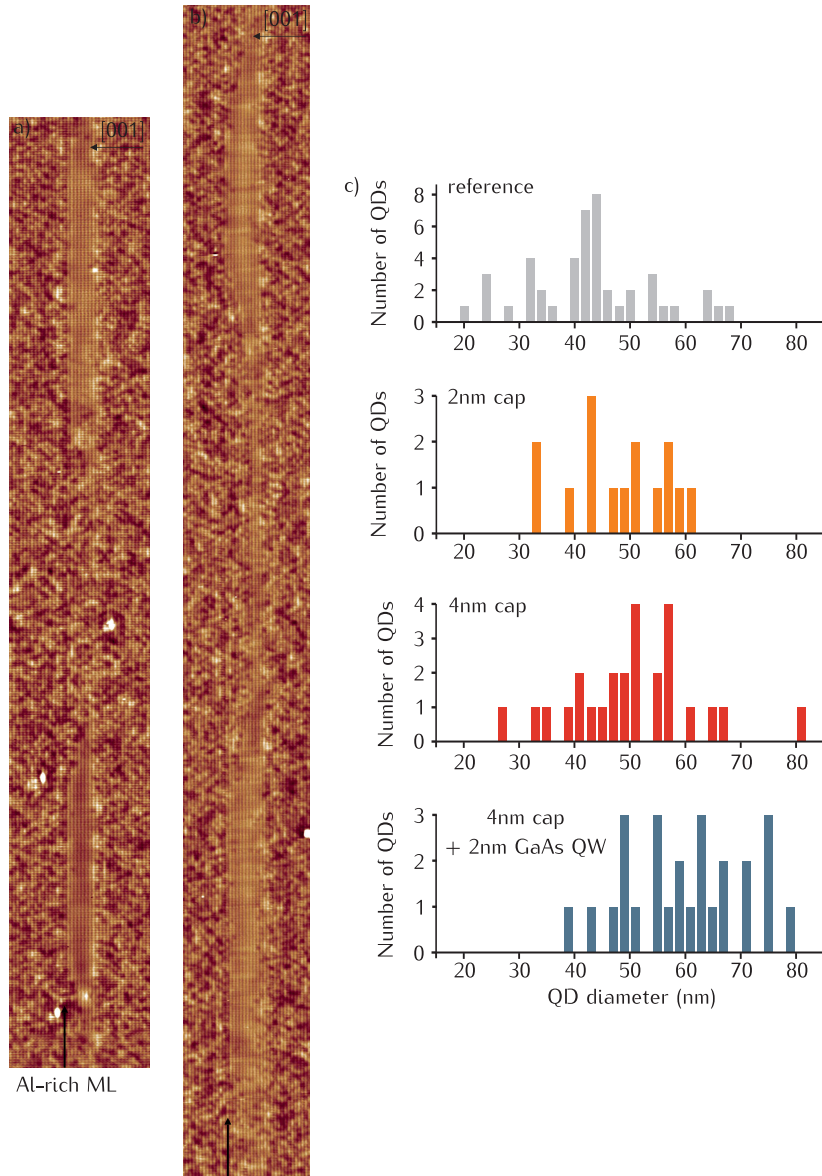 a)
[001]
Al-rich ML
b)
[001]
c)
reference
Number of QDs
8
6
4
2
0
20 30 40 50 60 70 80
2nm cap
Number of QDs
3
2
1
0
20 30 40 50 60 70 80
4nm cap
Number of QDs
4
3
2
1
0
20 30 40 50 60 70 80
4nm cap
+ 2nm GaAs QW
Number of QDs
3
2
1
0
20 30 40 50 60 70 80
QD diameter (nm)